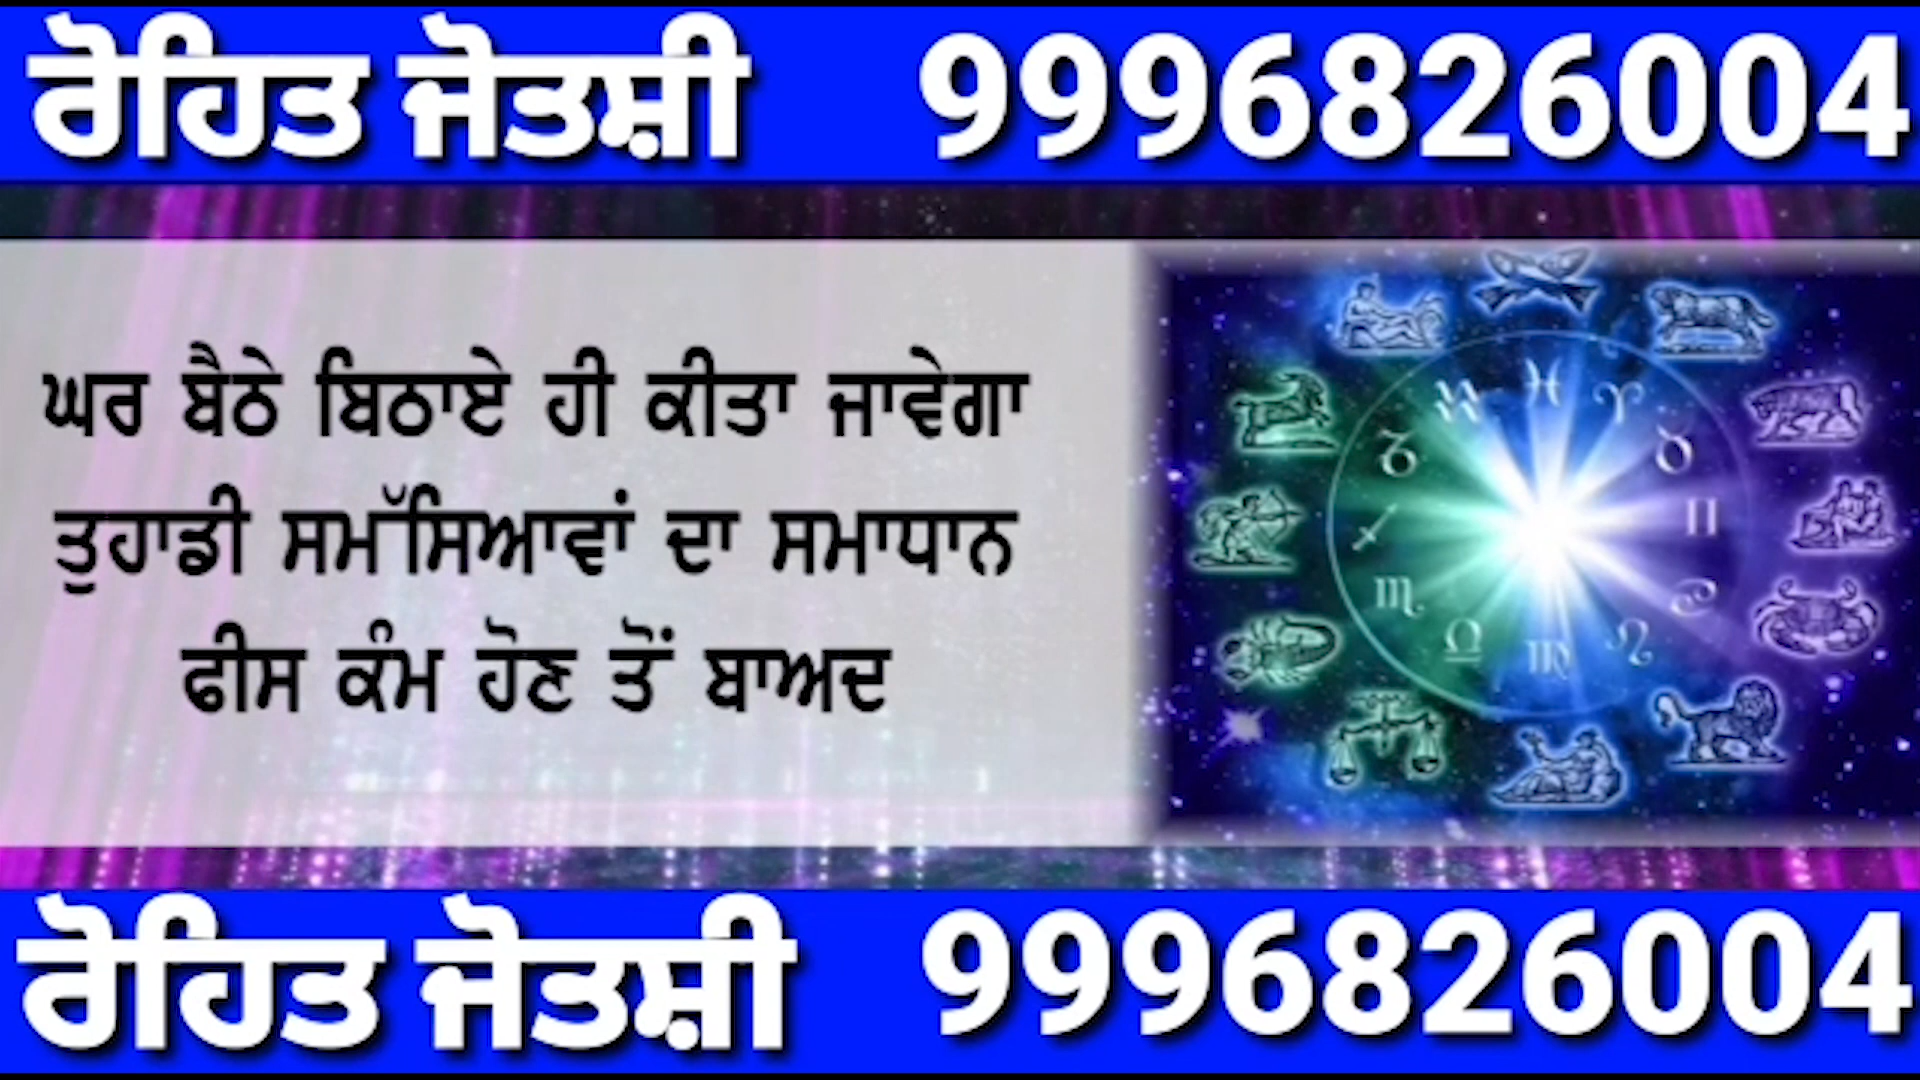 ਰੋਹਿਤ ਜੋਤਸ਼ੀ 9996826004
ਘਰ ਬੈਠੇ ਬਿਠਾਏ ਹੀ ਕੀਤਾ ਜਾਵੇਗਾ
ਤੁਹਾਡੀ ਸਮੱਸਿਆਵਾਂ ਦਾ ਸਮਾਧਾਨ
ਫੀਸ ਕੰਮ ਹੋਣ ਤੋਂ ਬਾਅਦ
ਰੋਹਿਤ ਜੋਤਸ਼ੀ 9996826004